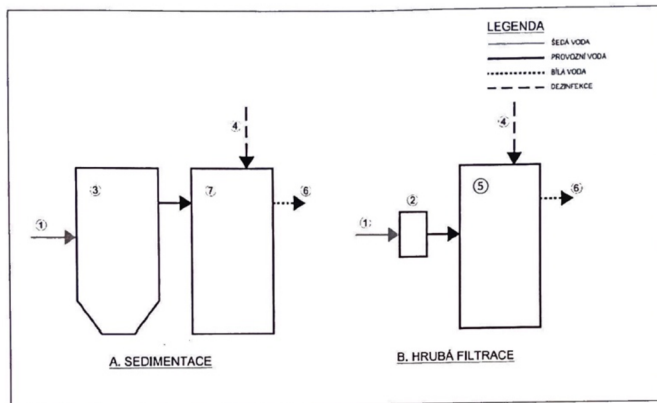 LEGENDA
ŠEDÁ VODA
PROVOZNÍ VODA
BÍLÁ VODA
DEZINFEKCE
④
④
③
⑦
⑥
①
⑤
②
⑥
①
A. SEDIMENTACE
B. HRUBÁ FILTRACE